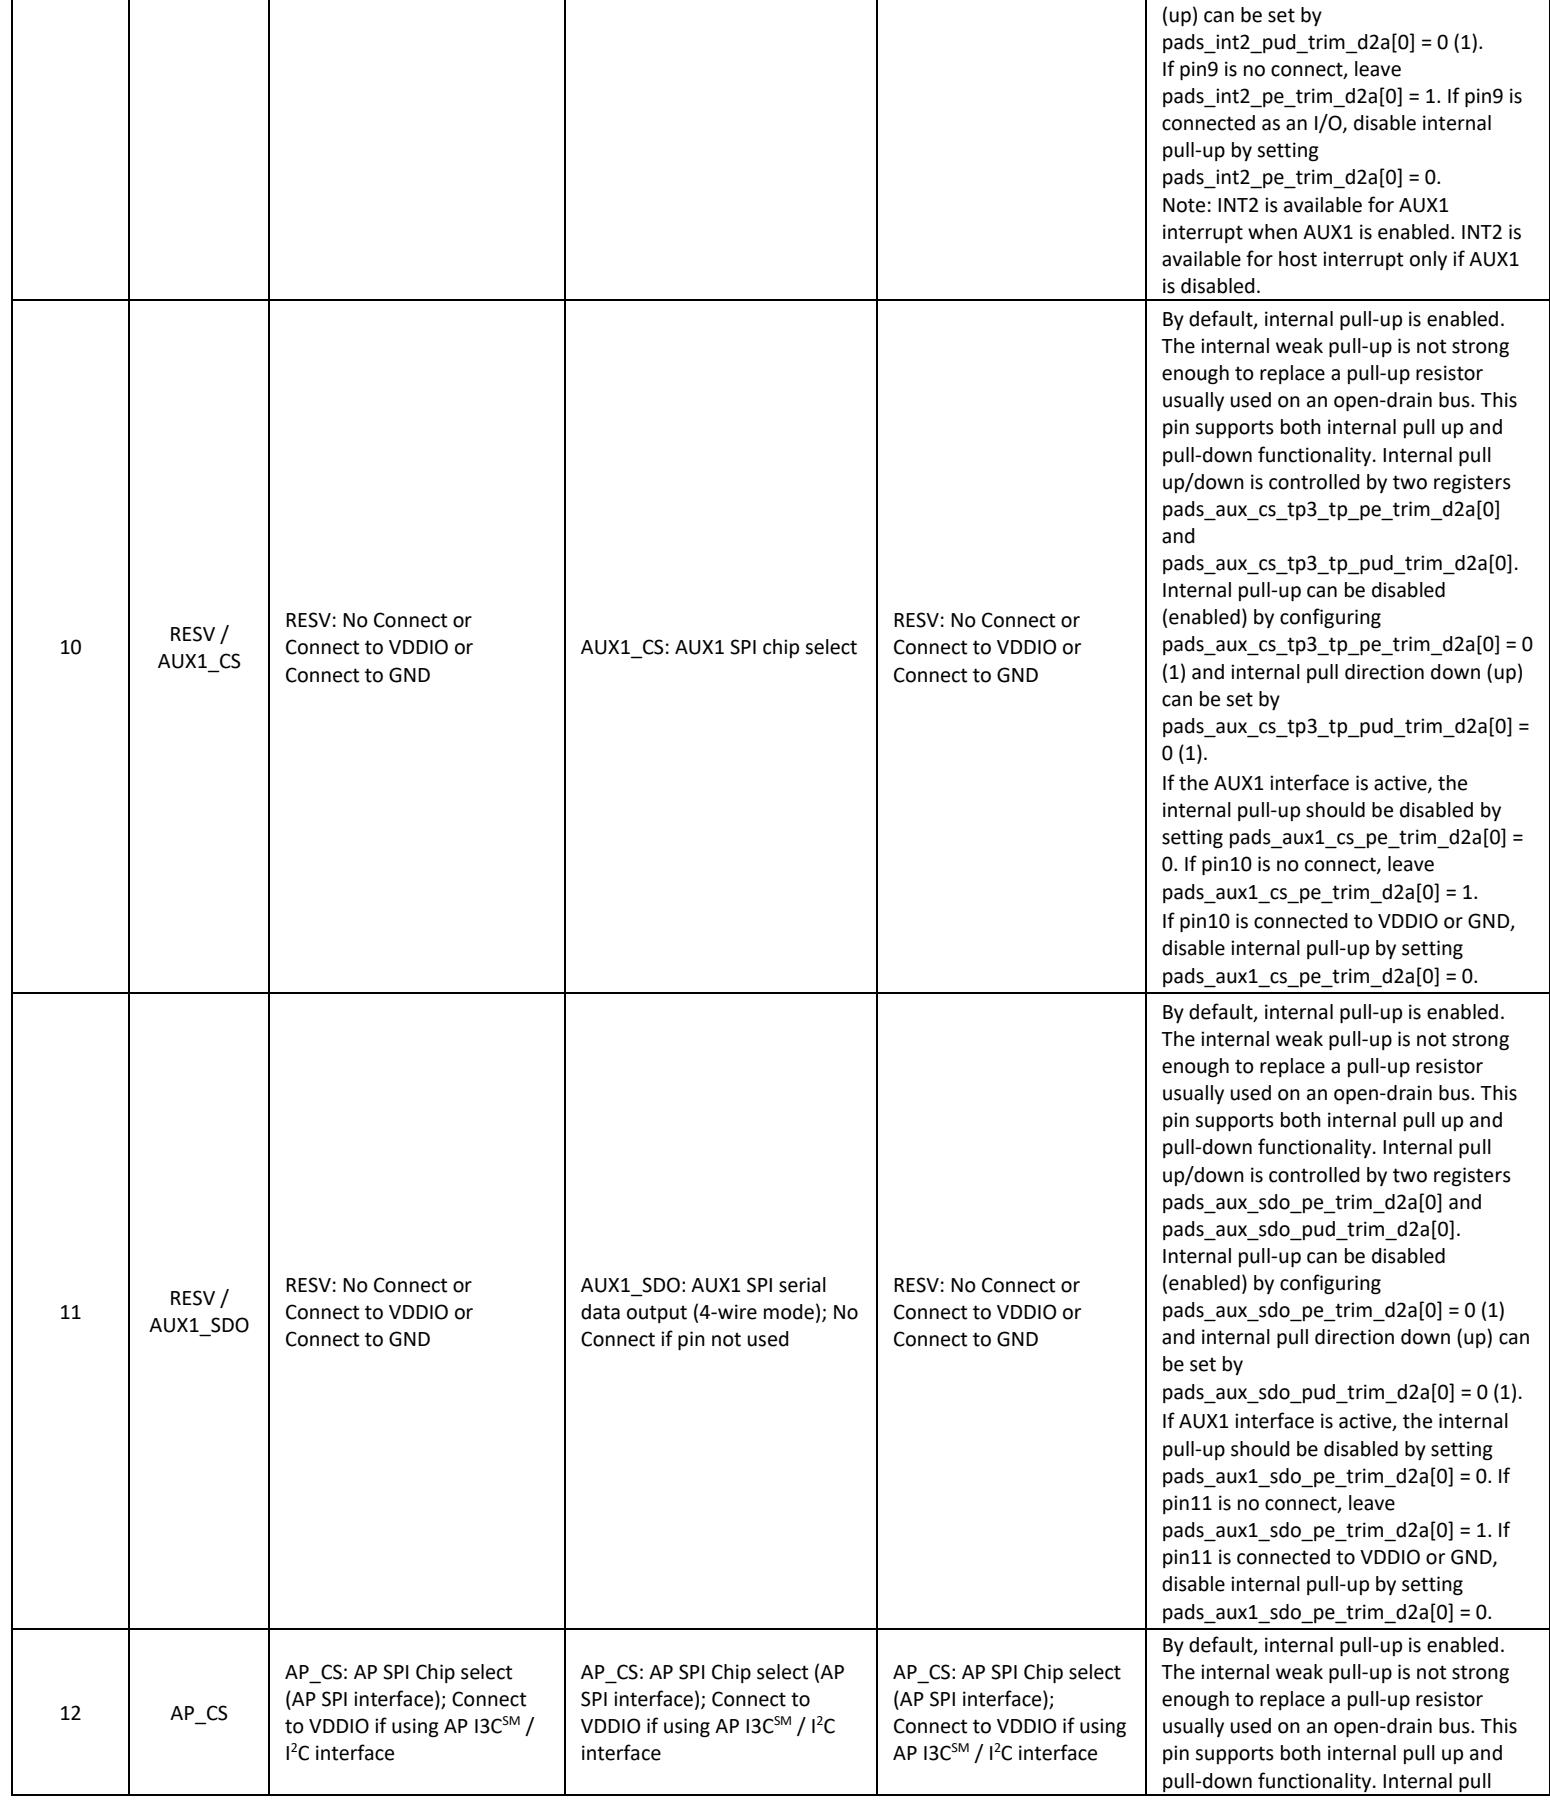 (up) can be set by
pads_int2_pud_trim_d2a[0] = 0 (1).
If pin9 is no connect, leave
pads_int2_pe_trim_d2a[0] = 1. If pin9 is
connected as an I/O, disable internal
pull-up by setting
pads_int2_pe_trim_d2a[0] = 0.
Note: INT2 is available for AUX1
interrupt when AUX1 is enabled. INT2 is
available for host interrupt only if AUX1
is disabled.
10
RESV /
AUX1_CS
RESV: No Connect or
Connect to VDDIO or
Connect to GND
AUX1_CS: AUX1 SPI chip select
RESV: No Connect or
Connect to VDDIO or
Connect to GND
By default, internal pull-up is enabled.
The internal weak pull-up is not strong
enough to replace a pull-up resistor
usually used on an open-drain bus. This
pin supports both internal pull up and
pull-down functionality. Internal pull
up/down is controlled by two registers
pads_aux_cs_tp3_tp_pe_trim_d2a[0]
and
pads_aux_cs_tp3_tp_pud_trim_d2a[0].
Internal pull-up can be disabled
(enabled) by configuring
pads_aux_cs_tp3_tp_pe_trim_d2a[0] = 0
(1) and internal pull direction down (up)
can be set by
pads_aux_cs_tp3_tp_pud_trim_d2a[0] =
0 (1).
If the AUX1 interface is active, the
internal pull-up should be disabled by
setting pads_aux1_cs_pe_trim_d2a[0] =
0. If pin10 is no connect, leave
pads_aux1_cs_pe_trim_d2a[0] = 1.
If pin10 is connected to VDDIO or GND,
disable internal pull-up by setting
pads_aux1_cs_pe_trim_d2a[0] = 0.
11
RESV /
AUX1_SDO
RESV: No Connect or
Connect to VDDIO or
Connect to GND
AUX1_SDO: AUX1 SPI serial
data output (4-wire mode); No
Connect if pin not used
RESV: No Connect or
Connect to VDDIO or
Connect to GND
By default, internal pull-up is enabled.
The internal weak pull-up is not strong
enough to replace a pull-up resistor
usually used on an open-drain bus. This
pin supports both internal pull up and
pull-down functionality. Internal pull
up/down is controlled by two registers
pads_aux_sdo_pe_trim_d2a[0] and
pads_aux_sdo_pud_trim_d2a[0].
Internal pull-up can be disabled
(enabled) by configuring
pads_aux_sdo_pe_trim_d2a[0] = 0 (1)
and internal pull direction down (up) can
be set by
pads_aux_sdo_pud_trim_d2a[0] = 0 (1).
If AUX1 interface is active, the internal
pull-up should be disabled by setting
pads_aux1_sdo_pe_trim_d2a[0] = 0. If
pin11 is no connect, leave
pads_aux1_sdo_pe_trim_d2a[0] = 1. If
pin11 is connected to VDDIO or GND,
disable internal pull-up by setting
pads_aux1_sdo_pe_trim_d2a[0] = 0.
12
AP_CS
AP_CS: AP SPI Chip select
(AP SPI interface); Connect
to VDDIO if using AP I3C℠ /
I²C interface
AP_CS: AP SPI Chip select (AP
SPI interface); Connect to
VDDIO if using AP I3C℠ / I²C
interface
AP_CS: AP SPI Chip select
(AP SPI interface);
Connect to VDDIO if using
AP I3C℠ / I²C interface
By default, internal pull-up is enabled.
The internal weak pull-up is not strong
enough to replace a pull-up resistor
usually used on an open-drain bus. This
pin supports both internal pull up and
pull-down functionality. Internal pull